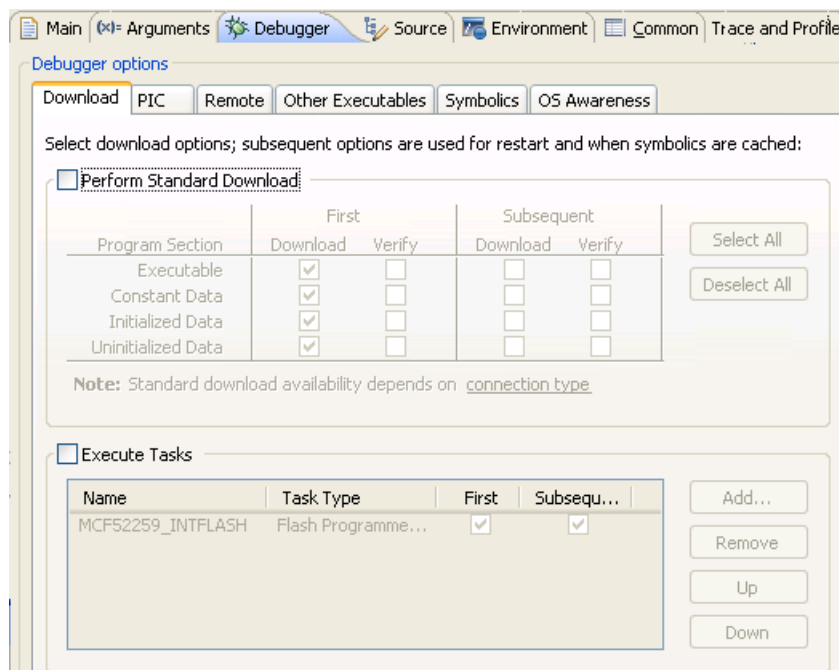 Main (x)= Arguments Debugger Source Environment Common Trace and Profile
Debugger options
Download PIC Remote Other Executables Symbolics OS Awareness
Select download options; subsequent options are used for restart and when symbolics are cached:
Perform Standard Download
First Subsequent
Program Section Download Verify Download Verify Select All
Executable
Constant Data Deselect All
Initialized Data
Uninitialized Data
Note: Standard download availability depends on connection type
Execute Tasks
Name Task Type First Subsequ... Add...
MCF52259_INTFLASH Flash Programme...
Remove
Up
Down